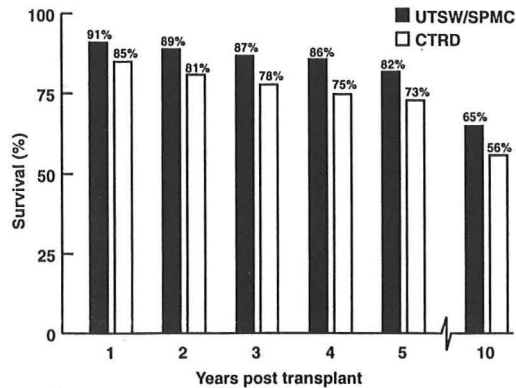 UTSW/SPMC
CTRD
100
75
50
25
0
Survival (%)
91% 85% 89% 81% 87% 78% 86% 75% 82% 73% 65% 56%
1 2 3 4 5 10
Years post transplant